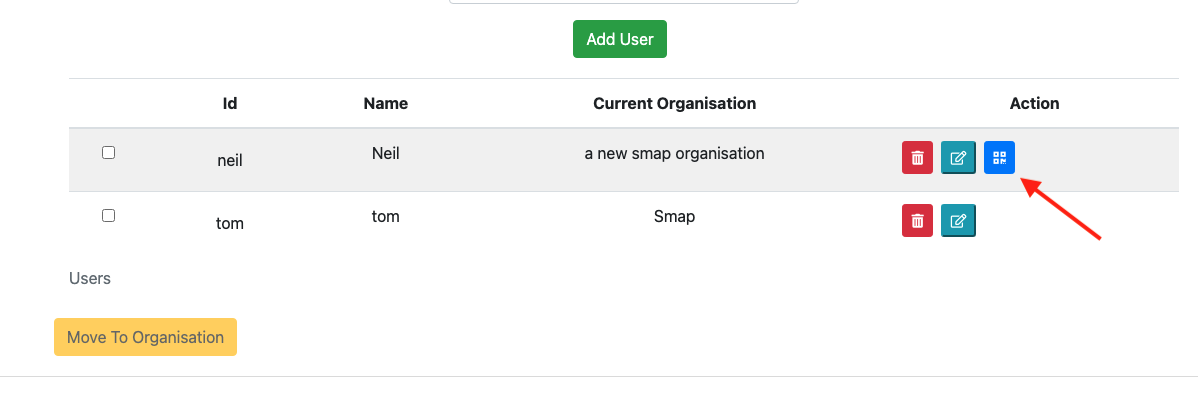 Add User
Id Name Current Organisation Action
neil Neil a new smap organisation
tom tom Smap
Users
Move To Organisation